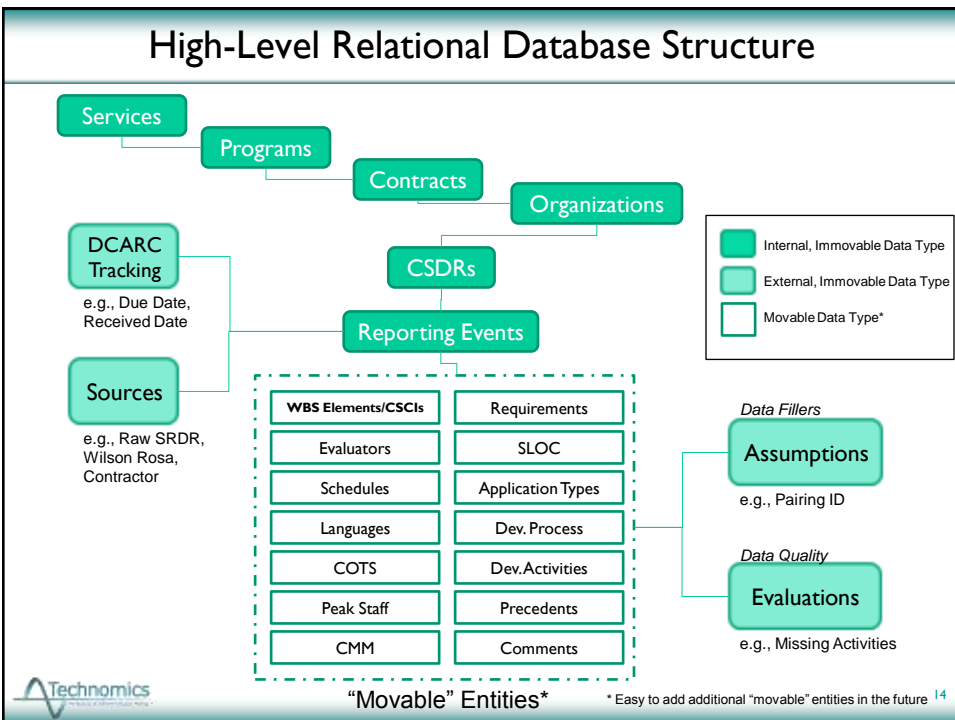 High-Level Relational Database Structure
Services
Programs
Contracts
Organizations
CSDRs
Reporting Events
DCARC
Tracking
e.g., Due Date,
Received Date
Sources
e.g., Raw SRDR,
Wilson Rosa,
Contractor
Internal, Immovable Data Type
External, Immovable Data Type
Movable Data Type*
WBS Elements/CSCIs
Requirements
Evaluators
SLOC
Schedules
Application Types
Languages
Dev. Process
COTS
Dev. Activities
Peak Staff
Precedents
CMM
Comments
Data Fillers
Assumptions
e.g., Pairing ID
Data Quality
Evaluations
e.g., Missing Activities
Technomics
"Movable" Entities*
* Easy to add additional "movable" entities in the future
14